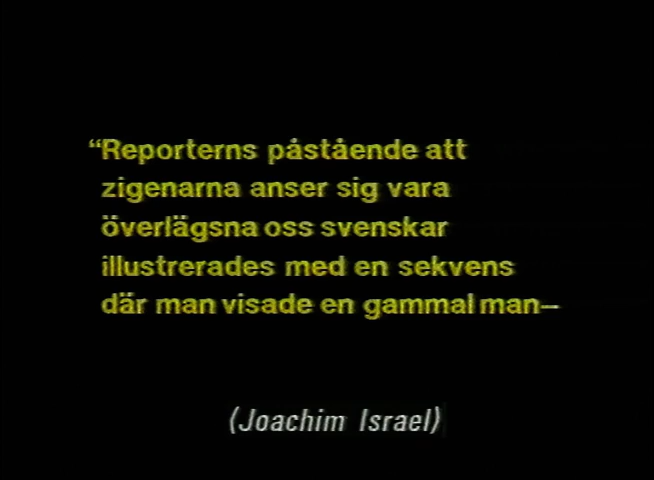 “Reporterns påstående att
zigenarna anser sig vara
överlägsna oss svenskar
illustrerades med en sekvens
där man visade en gammal man–
(Joachim Israel)